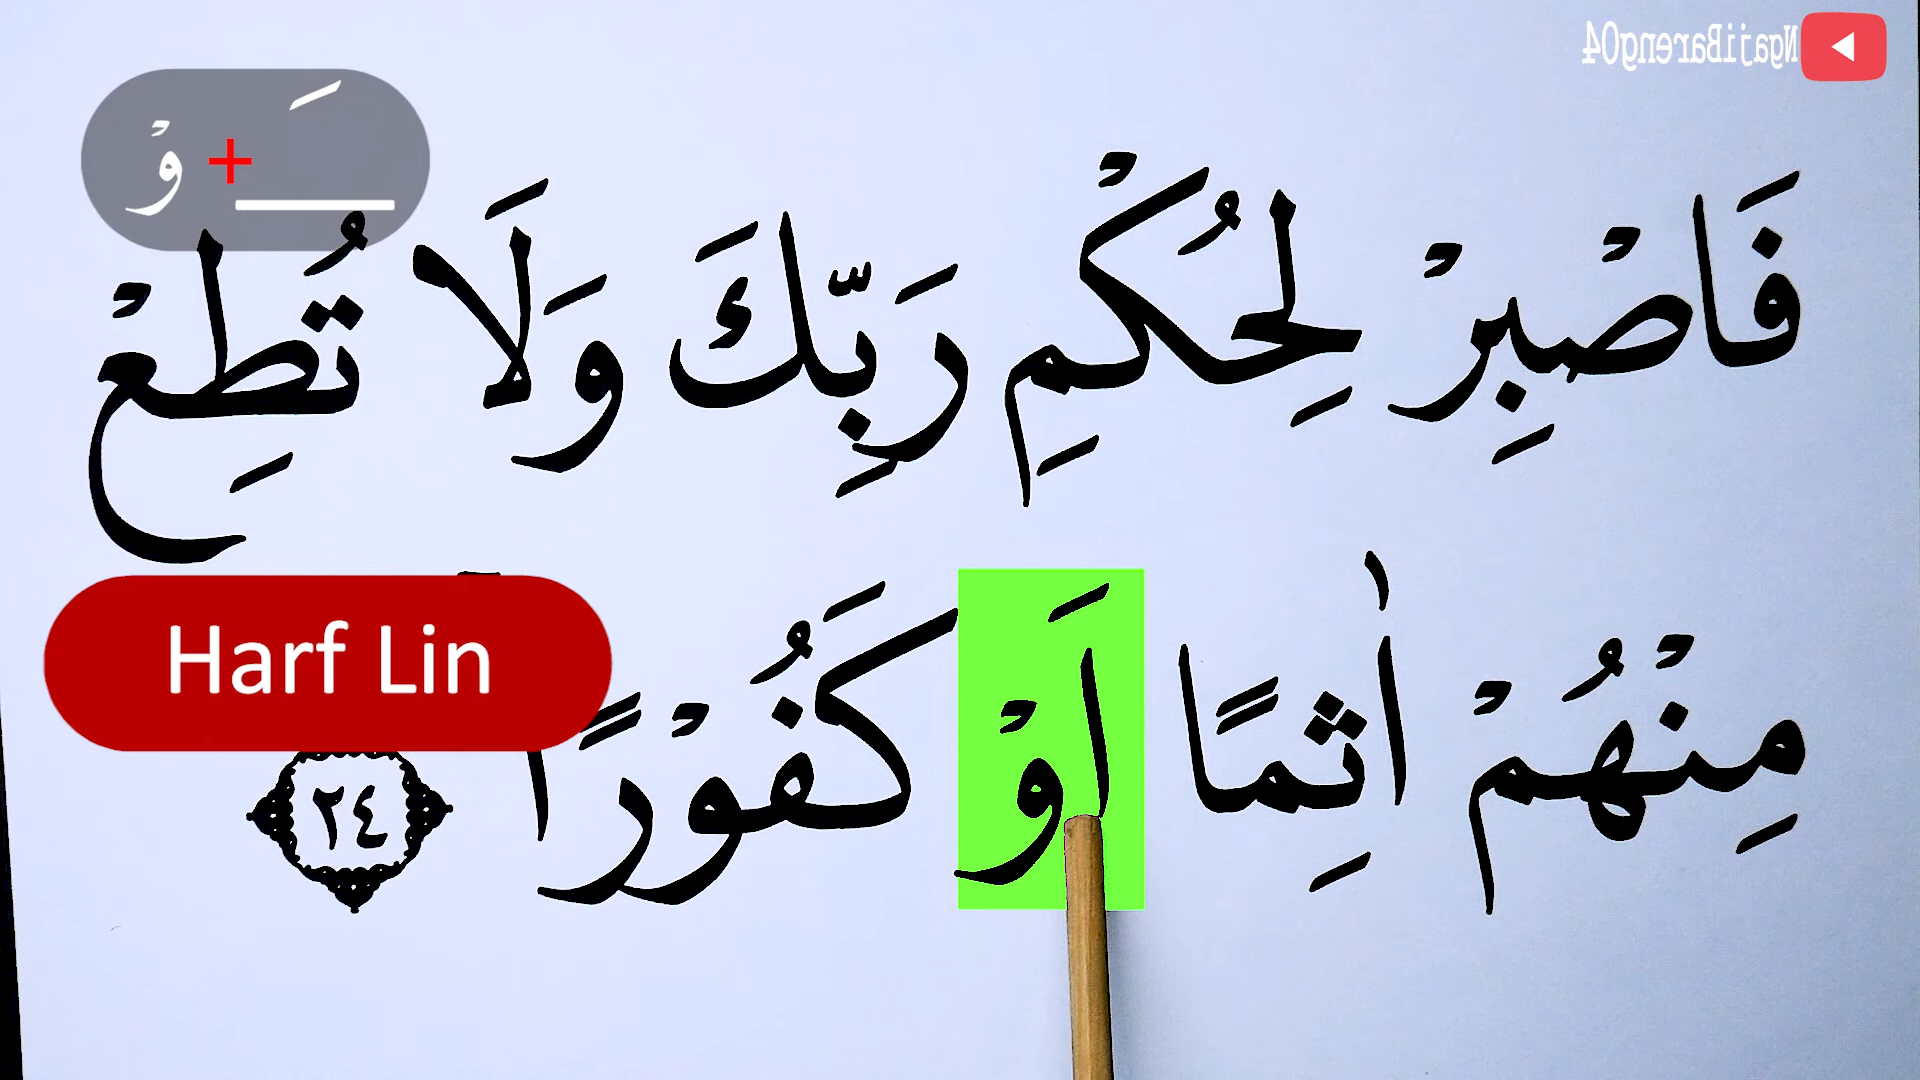 NgajiBareng04
ـَ + وْ
فَاصْبِرْ لِحُكْمِ رَبِّكَ وَلَا تُطِعْ
مِنْهُمْ اٰثِمًا اَوْ كَفُوْرًا ٢٤
Harf Lin